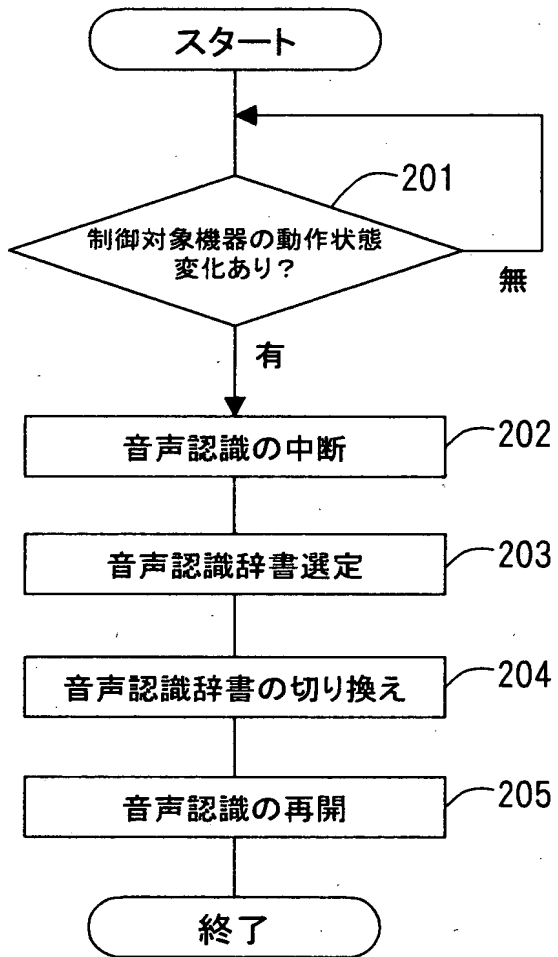 スタート
201
制御対象機器の動作状態
変化あり?
無
有
音声認識の中断
202
音声認識辞書選定
203
音声認識辞書の切り換え
204
音声認識の再開
205
終了